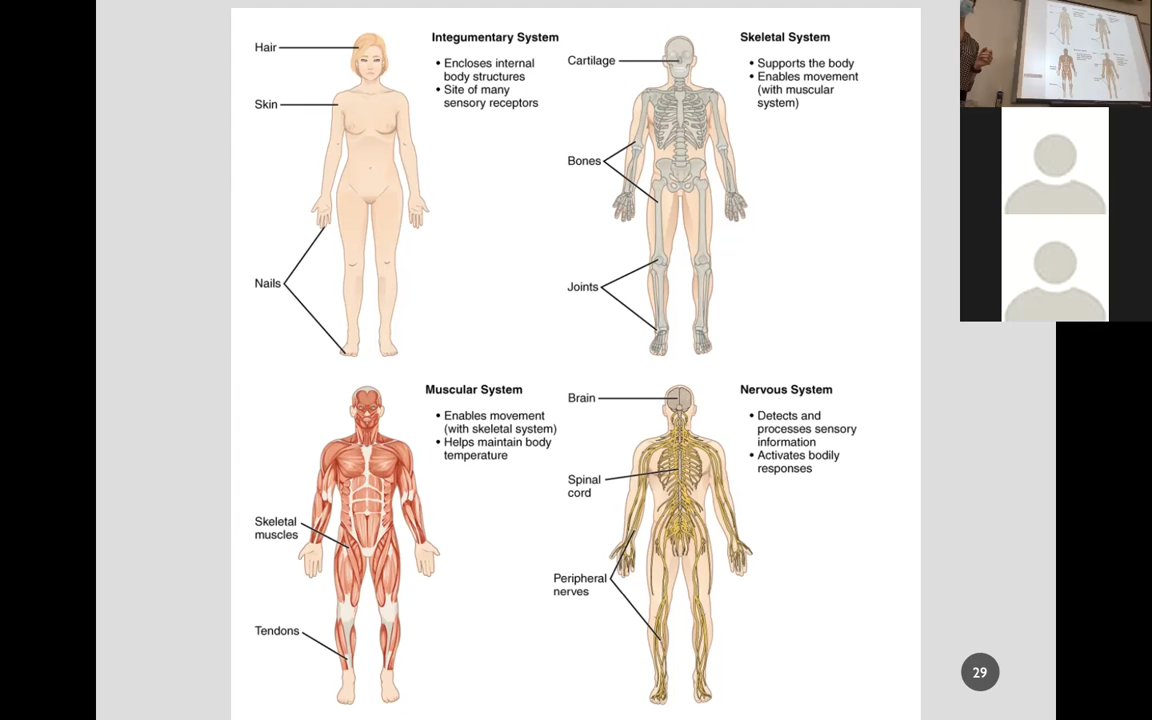 Integumentary System
Hair
• Encloses internal
body structures
• Site of many
sensory receptors
Skin
Nails
Skeletal System
Cartilage
• Supports the body
• Enables movement
(with muscular
system)
Bones
Joints
Muscular System
• Enables movement
(with skeletal system)
• Helps maintain body
temperature
Skeletal
muscles
Tendons
Nervous System
Brain
• Detects and
processes sensory
information
• Activates bodily
responses
Spinal
cord
Peripheral
nerves
29